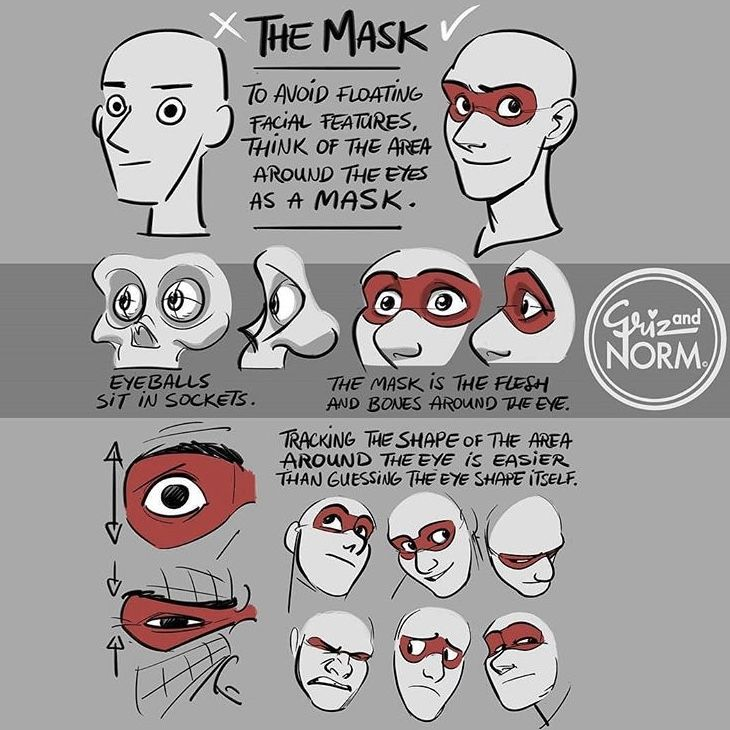 THE MASK
TO AVOID FLOATING
FACIAL FEATURES,
THINK OF THE AREA
AROUND THE EYES
AS A MASK.
EYEBALLS
SIT IN SOCKETS.
THE MASK IS THE FLESH
AND BONES AROUND THE EYE.
Griz and
NORM
TRACKING THE SHAPE OF THE AREA
AROUND THE EYE IS EASIER
THAN GUESSING THE EYE SHAPE ITSELF.